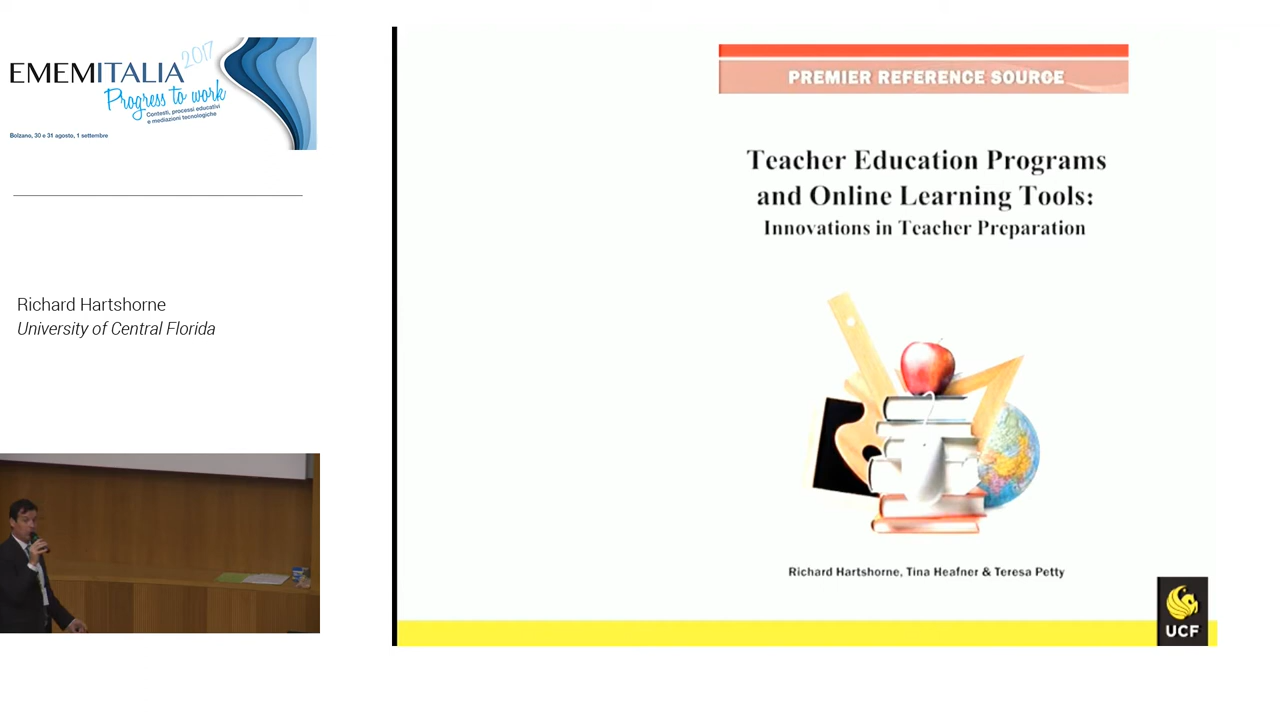 EMEMITALIA 2017
Progress to work
Contesti, processi educativi
e mediazioni tecnologiche
Bolzano, 30 e 31 agosto, 1 settembre
Richard Hartshorne
University of Central Florida
PREMIER REFERENCE SOURCE
Teacher Education Programs
and Online Learning Tools:
Innovations in Teacher Preparation
Richard Hartshorne, Tina Heafner & Teresa Petty
UCF